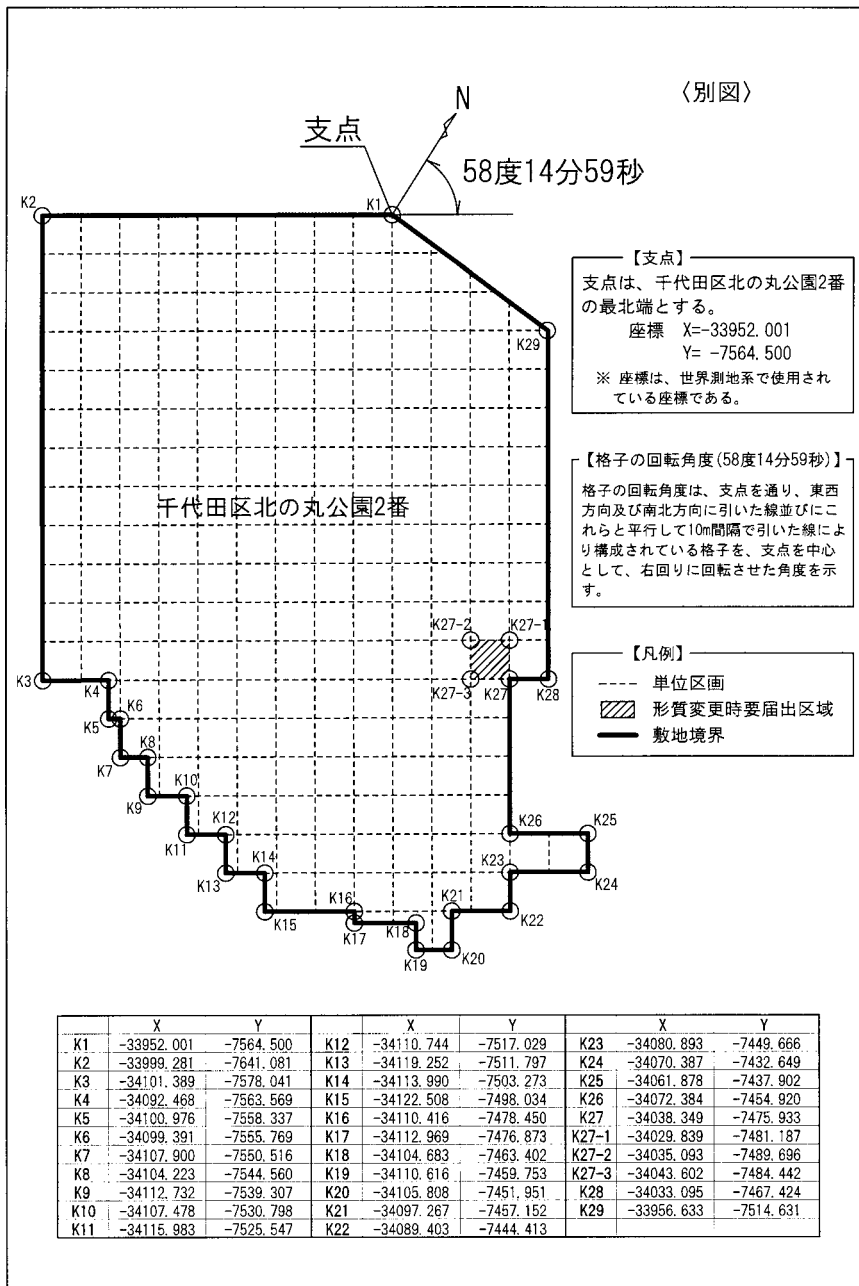 〈別図〉
N
支点
58度14分59秒
K2
K1
K29
【支点】
支点は、千代田区北の丸公園2番
の最北端とする。
座標 X=-33952.001
Y= -7564.500
※ 座標は、世界測地系で使用され
ている座標である。
【格子の回転角度(58度14分59秒)】
格子の回転角度は、支点を通り、東西
方向及び南北方向に引いた線並びにこ
れらと平行して10m間隔で引いた線によ
り構成されている格子を、支点を中心
として、右回りに回転させた角度を示
す。
千代田区北の丸公園2番
K27-2
K27-1
K27-3
K27
K28
【凡例】
単位区画
形質変更時要届出区域
敷地境界
K3
K4
K5
K6
K7
K8
K9
K10
K11
K12
K13
K14
K15
K16
K17
K18
K19
K20
K21
K22
K23
K24
K25
K26
X Y X Y X Y
K1 -33952.001 -7564.500 K12 -34110.744 -7517.029 K23 -34080.893 -7449.666
K2 -33999.281 -7641.081 K13 -34119.252 -7511.797 K24 -34070.387 -7432.649
K3 -34101.389 -7578.041 K14 -34113.990 -7503.273 K25 -34061.878 -7437.902
K4 -34092.468 -7563.569 K15 -34122.508 -7498.034 K26 -34072.384 -7454.920
K5 -34100.976 -7558.337 K16 -34110.416 -7478.450 K27 -34038.349 -7475.933
K6 -34099.391 -7555.769 K17 -34112.969 -7476.873 K27-1 -34029.839 -7481.187
K7 -34107.900 -7550.516 K18 -34104.683 -7463.402 K27-2 -34035.093 -7489.696
K8 -34104.223 -7544.560 K19 -34110.616 -7459.753 K27-3 -34043.602 -7484.442
K9 -34112.732 -7539.307 K20 -34105.808 -7451.951 K28 -34033.095 -7467.424
K10 -34107.478 -7530.798 K21 -34097.267 -7457.152 K29 -33956.633 -7514.631
K11 -34115.983 -7525.547 K22 -34089.403 -7444.413